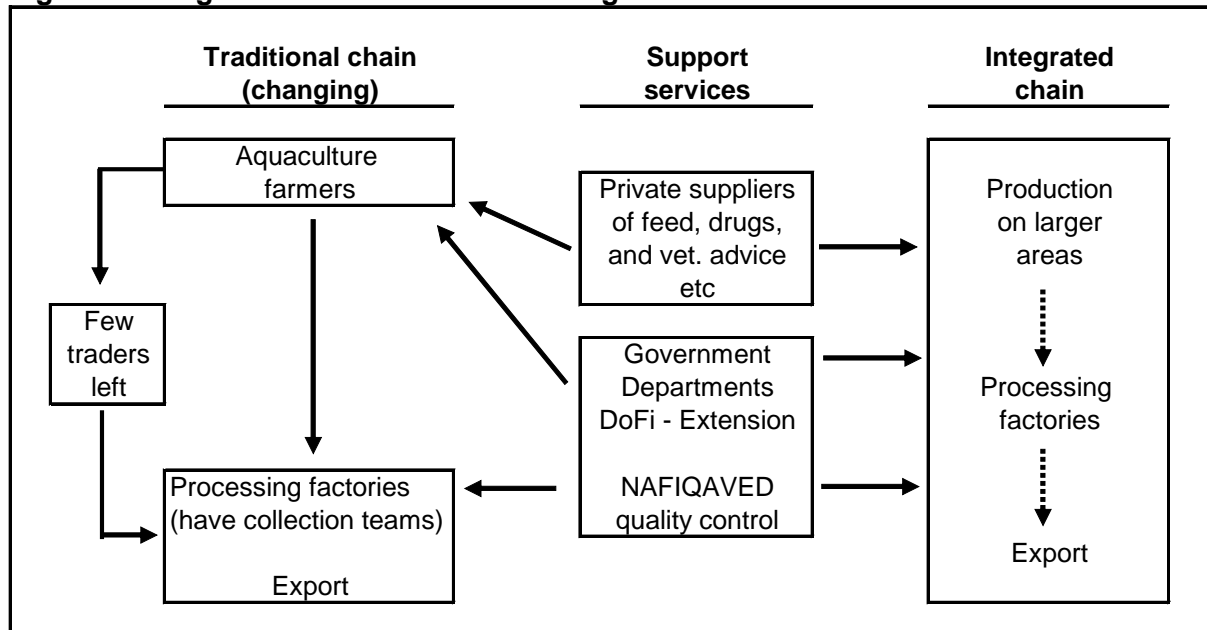 Traditional chain
(changing)
Support
services
Integrated
chain
Aquaculture
farmers
Few
traders
left
Processing factories
(have collection teams)
Export
Private suppliers
of feed, drugs,
and vet. advice
etc
Government
Departments
DoFi - Extension
NAFIQAVED
quality control
Production
on larger
areas
Processing
factories
Export